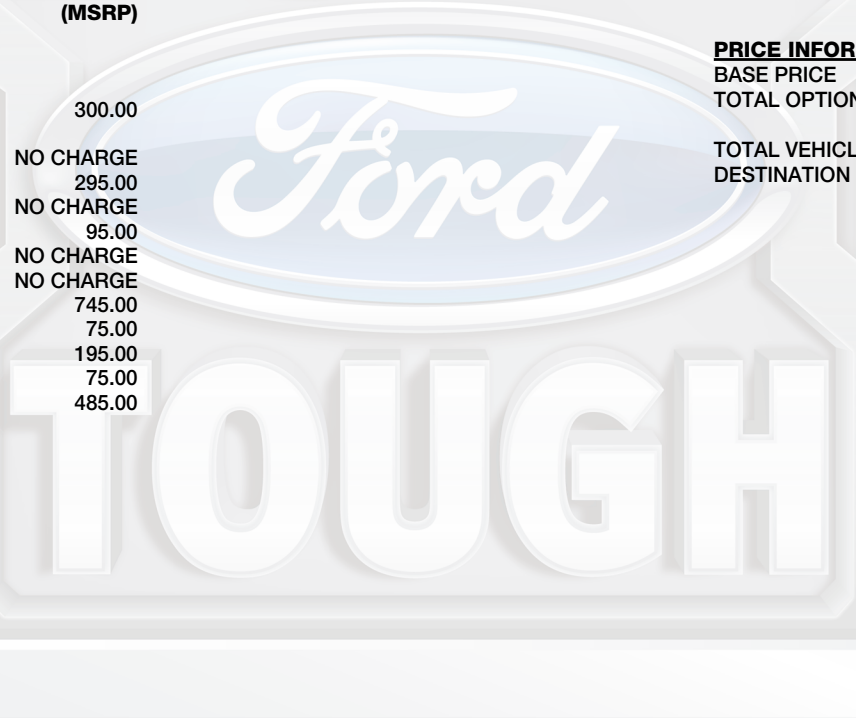 (MSRP)
300.00
NO CHARGE
295.00
NO CHARGE
95.00
NO CHARGE
NO CHARGE
745.00
75.00
195.00
75.00
485.00
PRICE INFOR
BASE PRICE
TOTAL OPTION
TOTAL VEHICL
DESTINATION
Ford
TOUGH